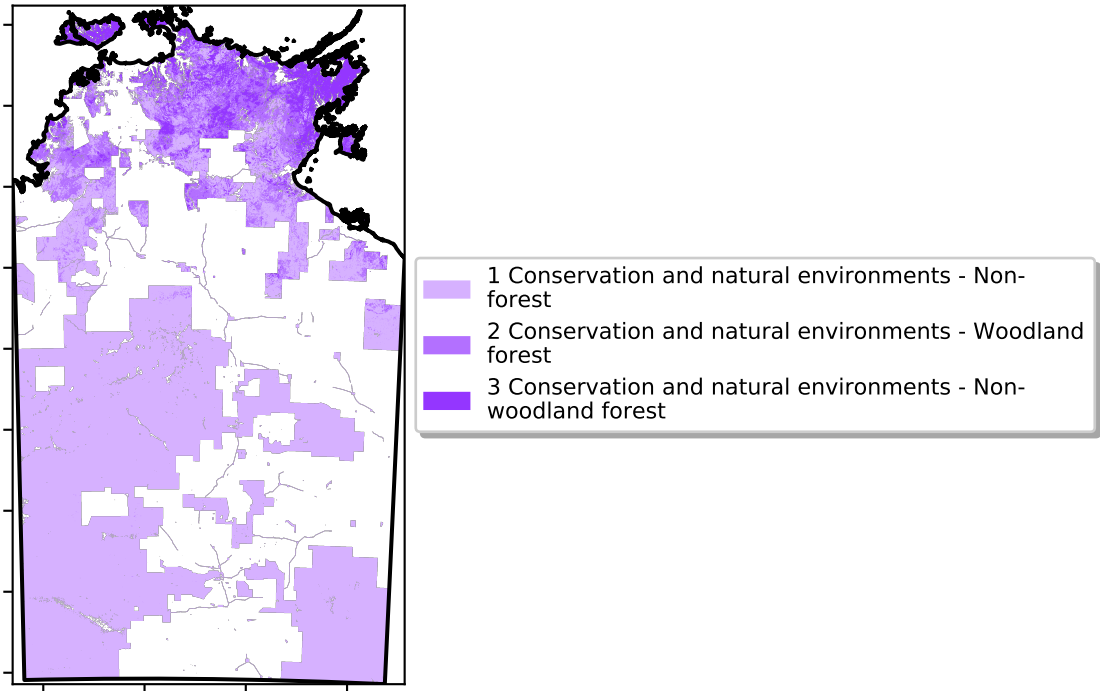 1 Conservation and natural environments - Non-
forest
2 Conservation and natural environments - Woodland
forest
3 Conservation and natural environments - Non-
woodland forest